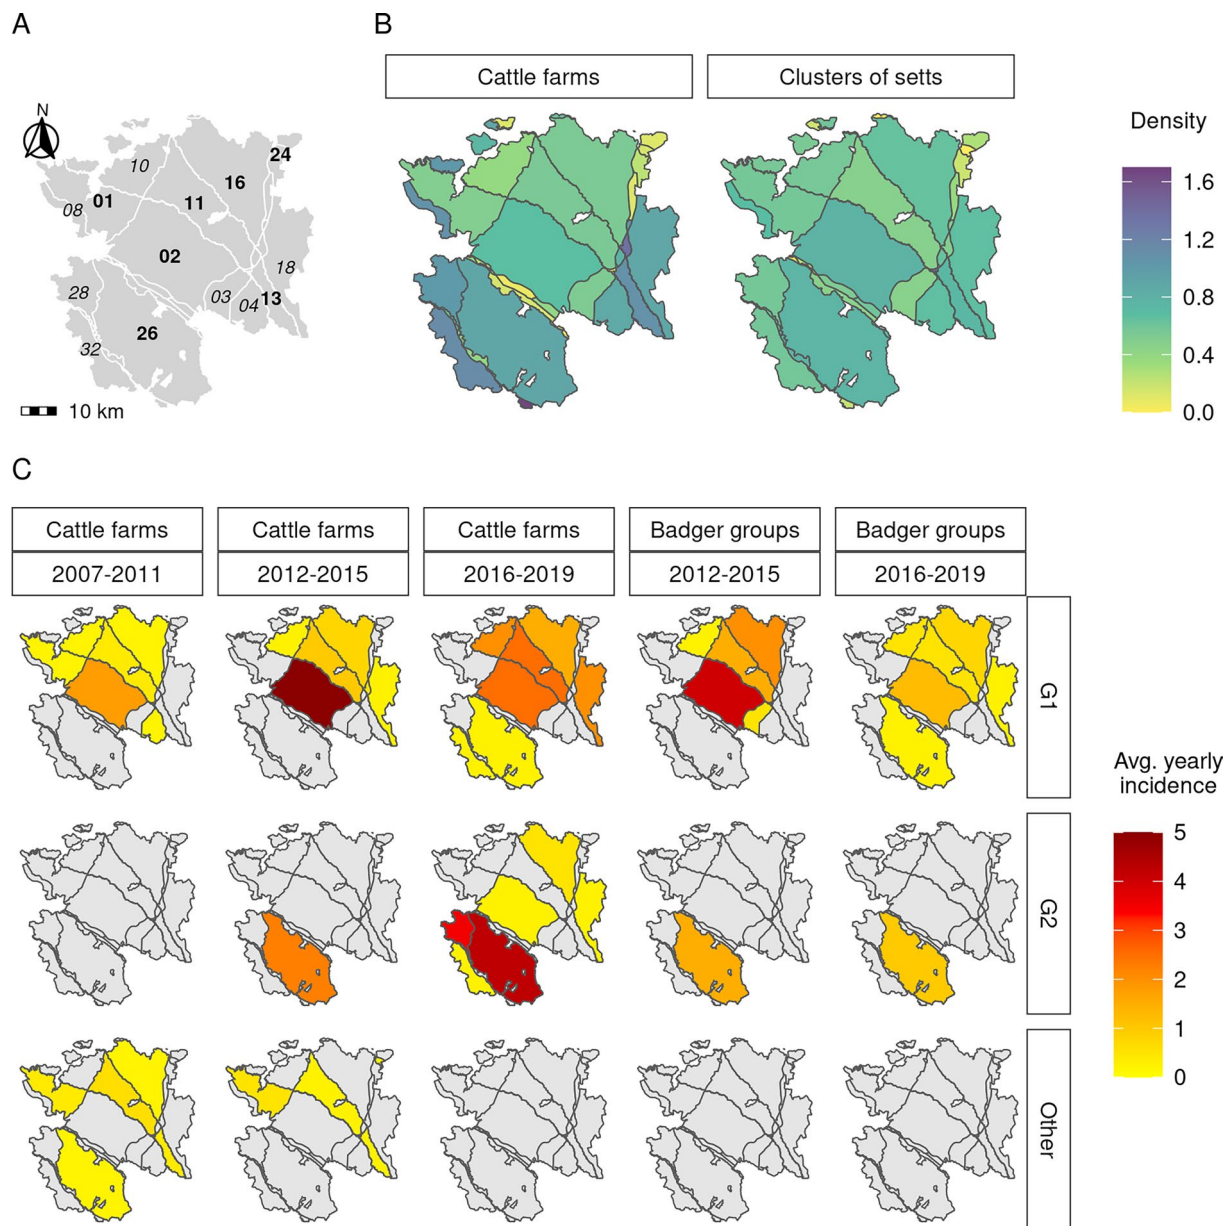 A
B
N
10
24
16
01
11
08
02
18
03
04
13
28
26
32
10 km
Cattle farms
Clusters of setts
Density
1.6
1.2
0.8
0.4
0.0
C
Cattle farms
Cattle farms
Cattle farms
Badger groups
Badger groups
2007-2011
2012-2015
2016-2019
2012-2015
2016-2019
G1
G2
Other
Avg. yearly
incidence
5
4
3
2
1
0